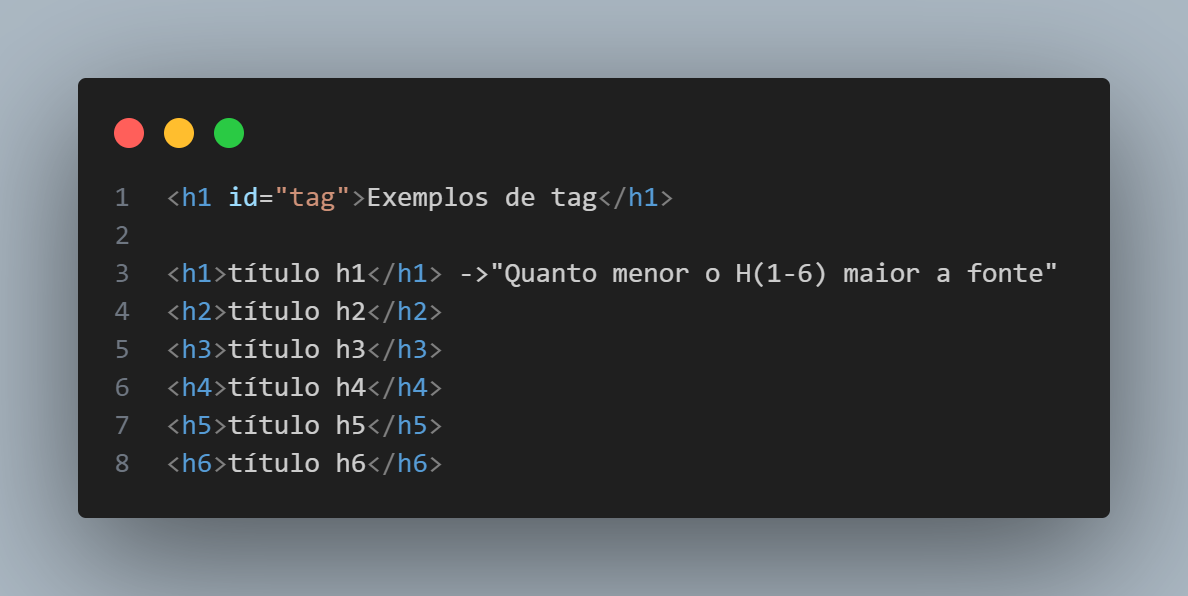 1 <h1 id="tag">Exemplos de tag</h1>
2
3 <h1>título h1</h1> ->"Quanto menor o H(1-6) maior a fonte"
4 <h2>título h2</h2>
5 <h3>título h3</h3>
6 <h4>título h4</h4>
7 <h5>título h5</h5>
8 <h6>título h6</h6>